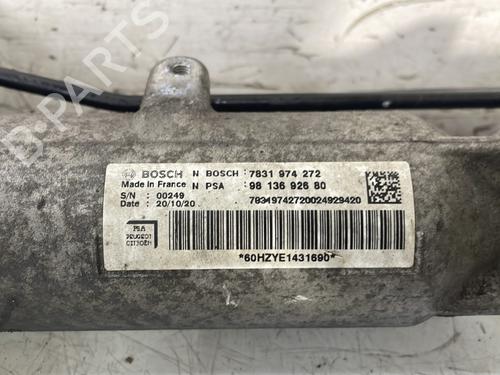 BOSCH N BOSCH : 7831 974 272
Made in France N PSA : 98 136 926 80
S/N : 00249 78319742720024929420
Date : 20/10/20
PSA
PEUGEOT
CITROËN
*60HZYE1431690*
B-PARTS